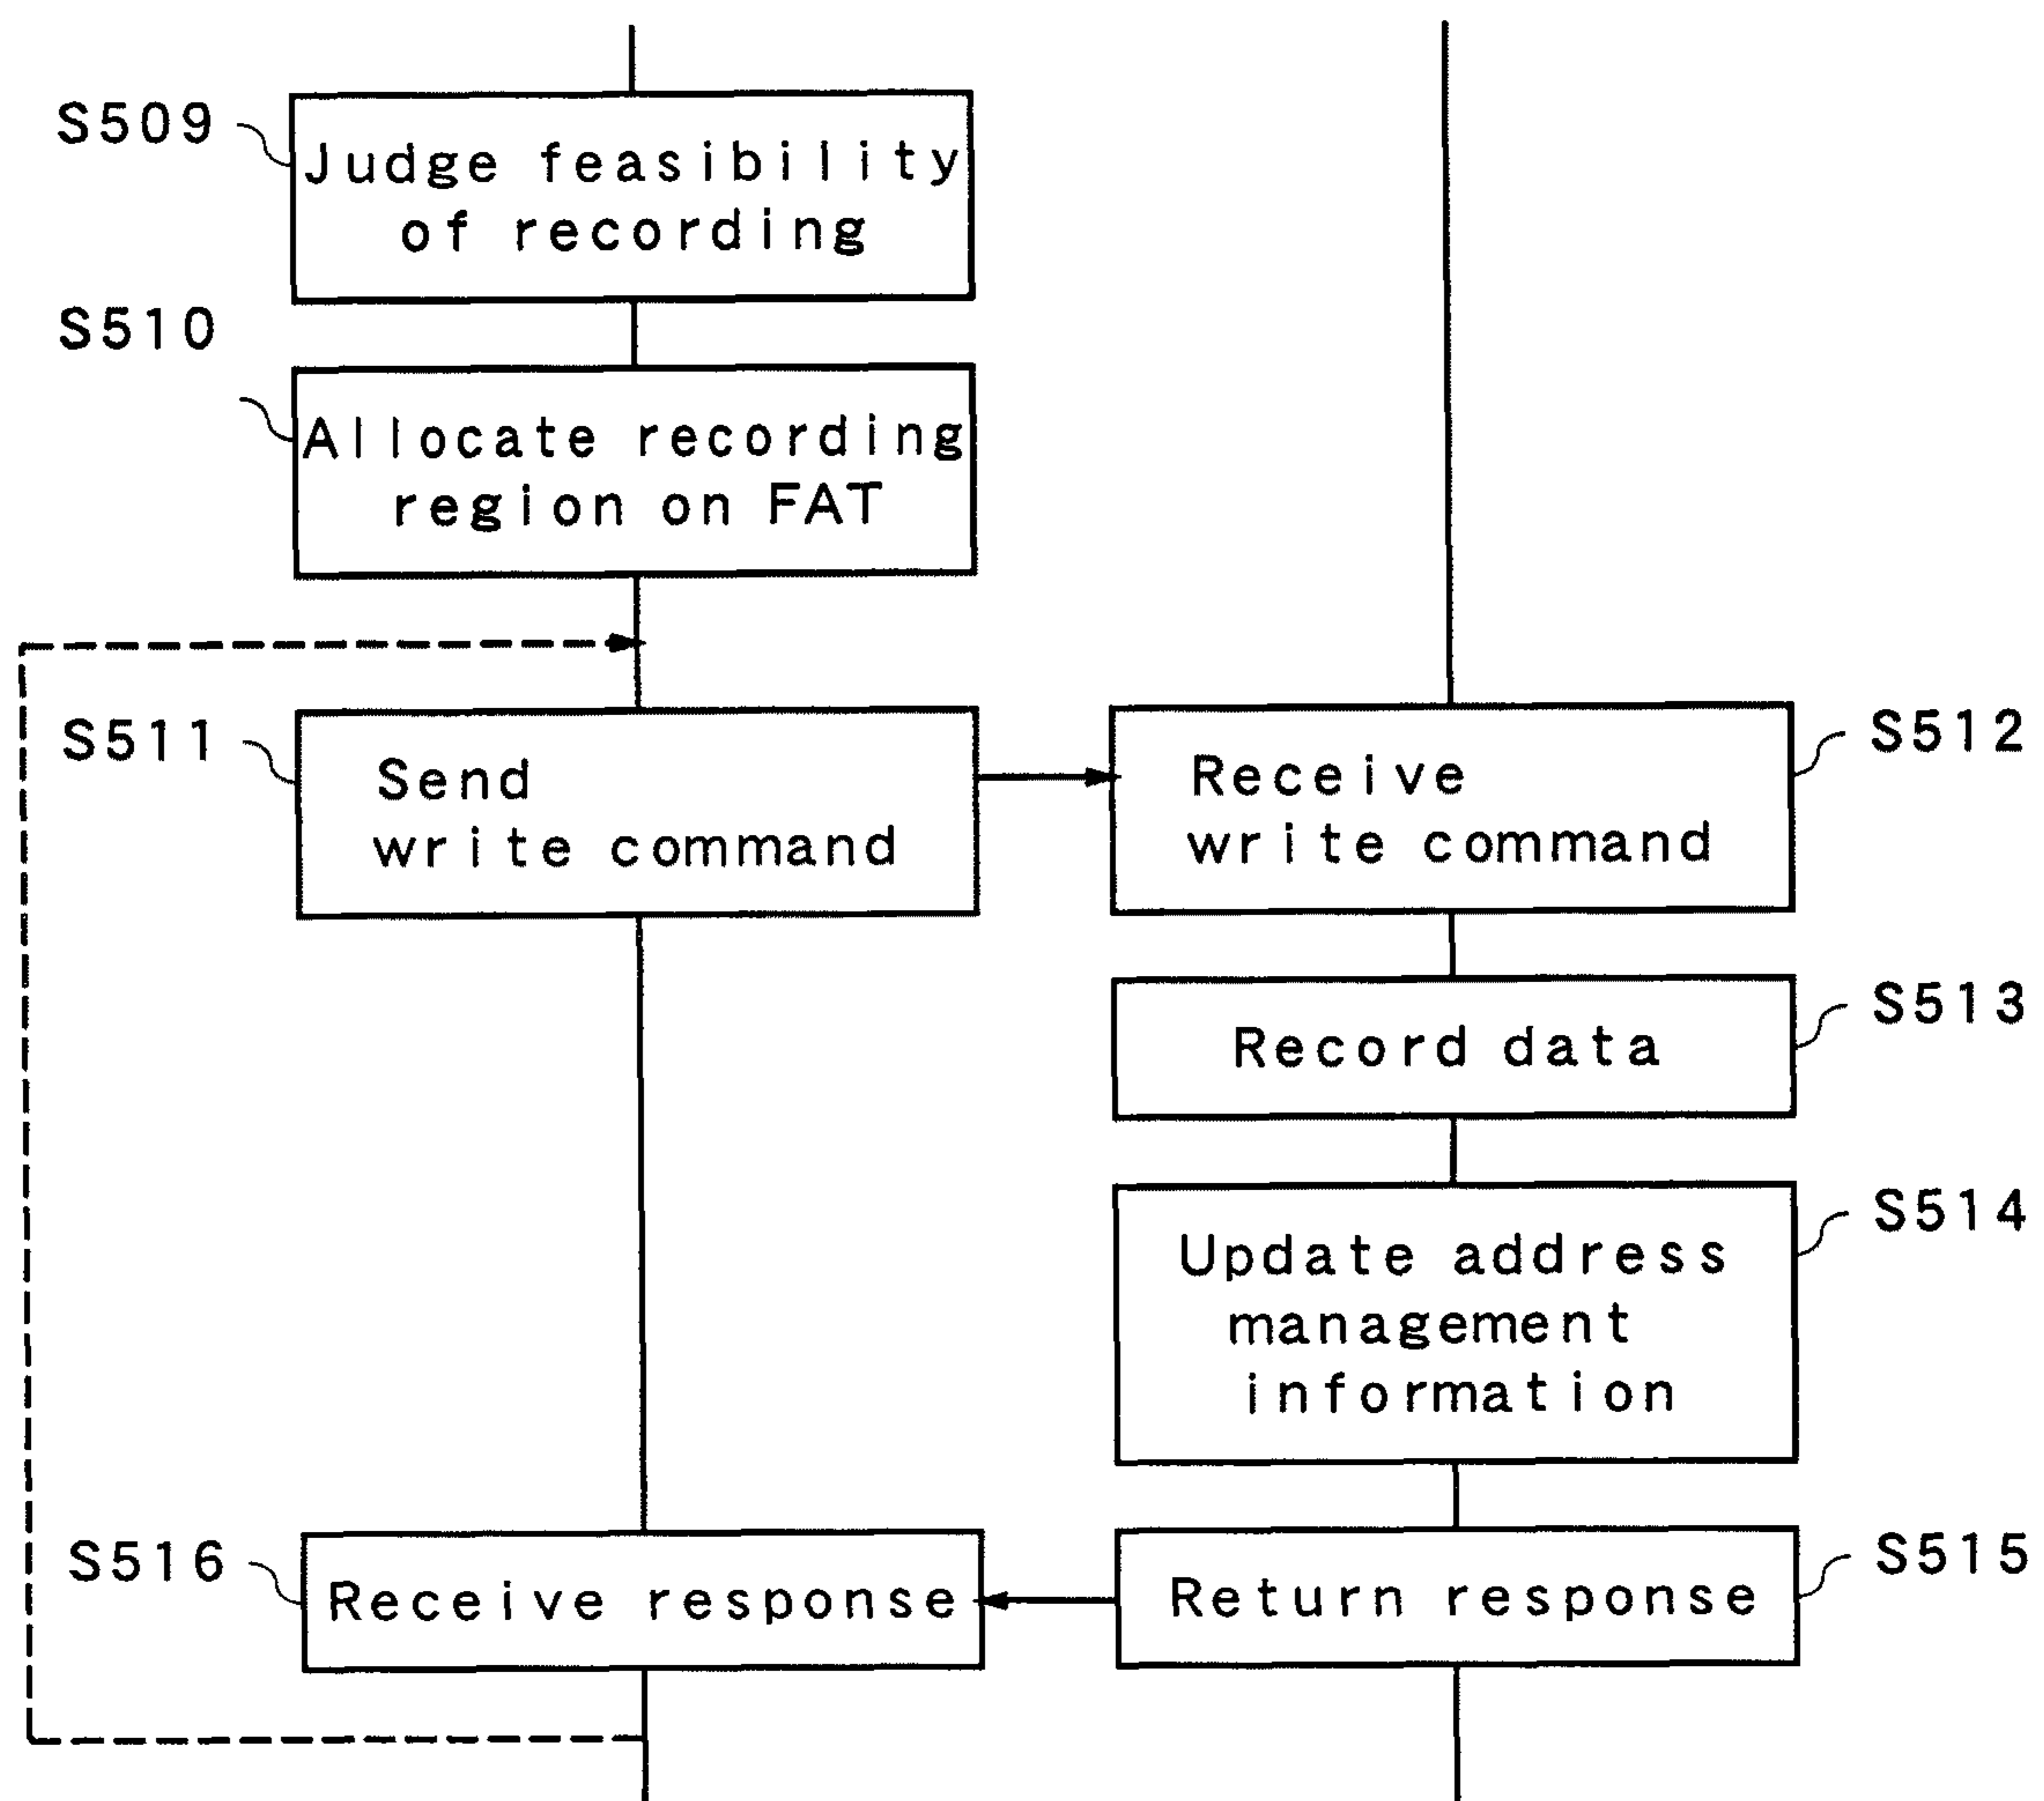 S509
Judge feasibility
of recording
S510
Allocate recording
region on FAT
S511
Send
write command
S512
Receive
write command
S513
Record data
S514
Update address
management
information
S516
Receive response
S515
Return response